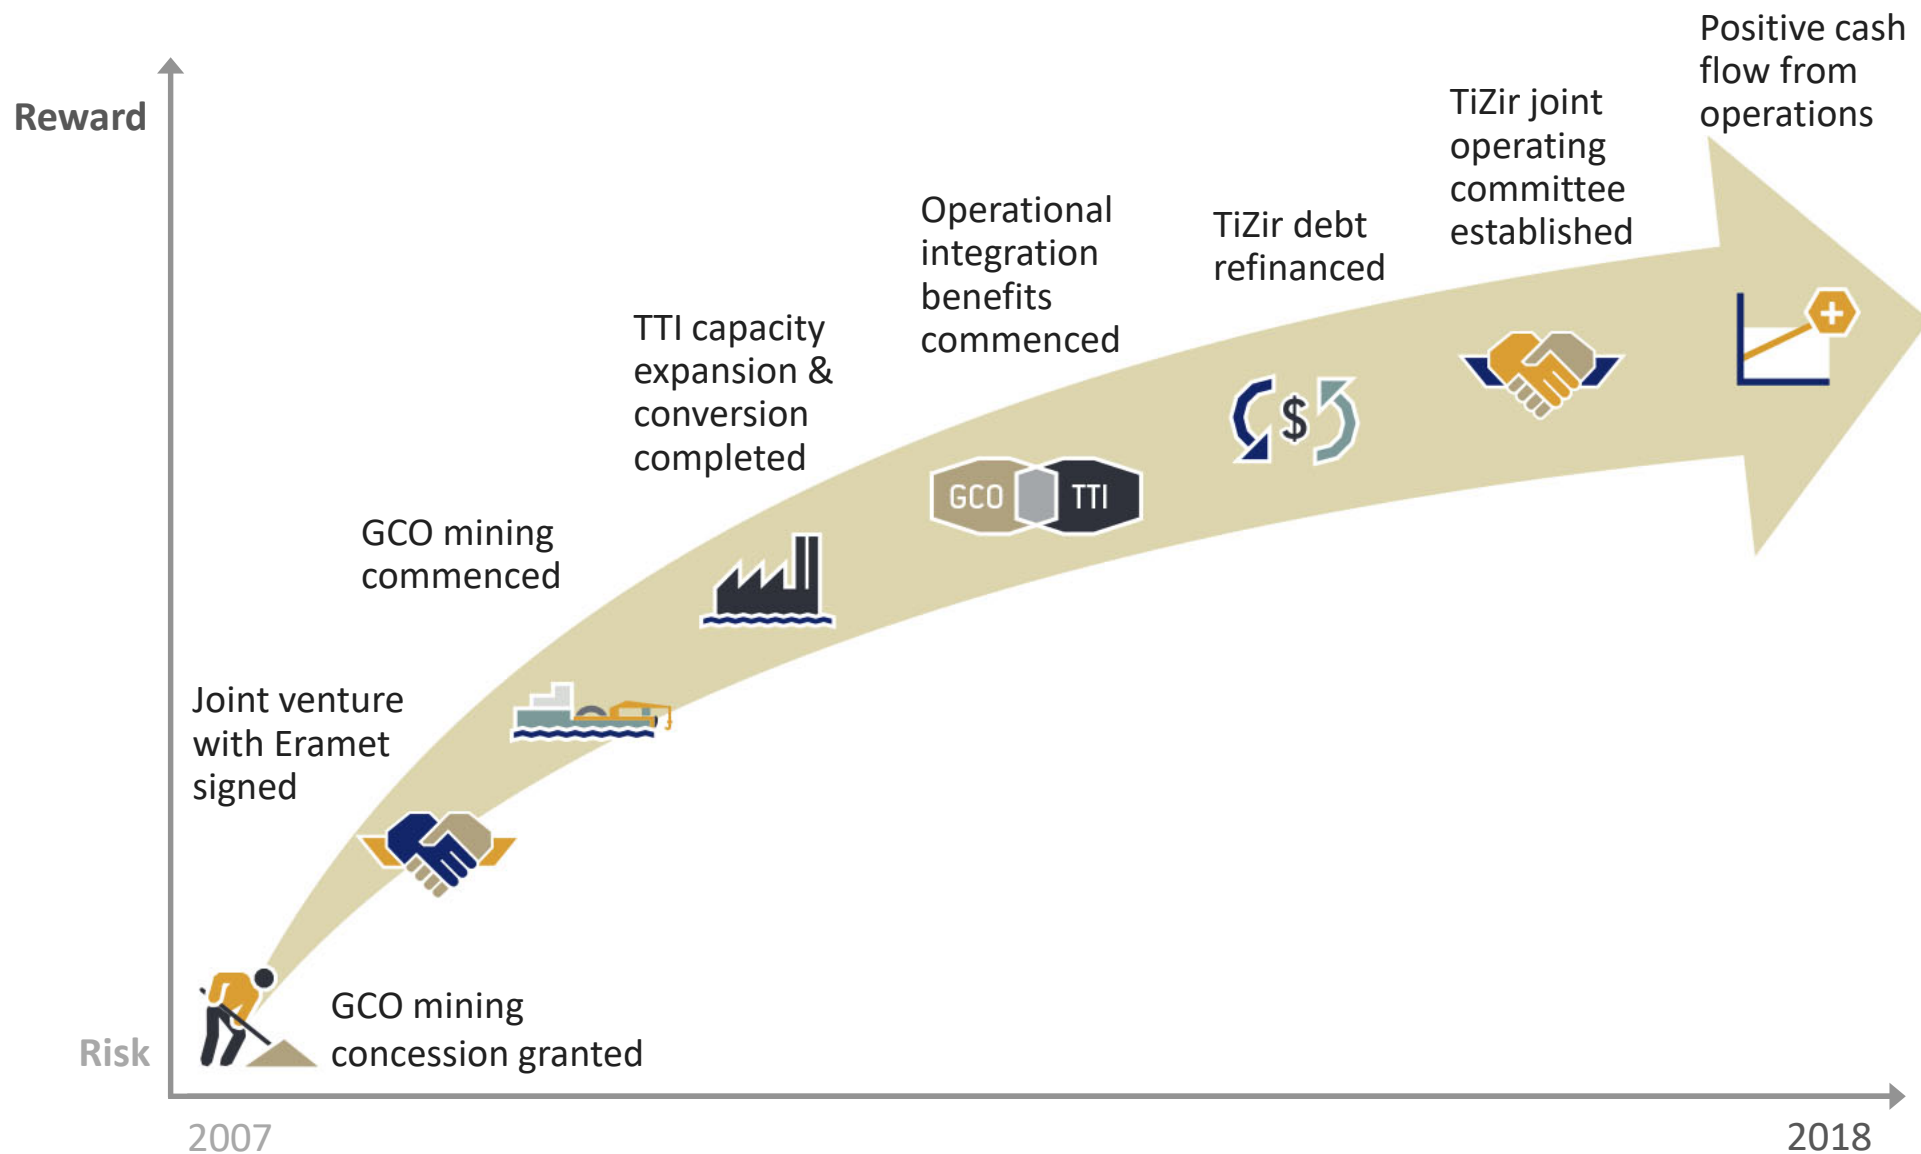 Positive cash
flow from
operations
Reward
TiZir joint
operating
committee
established
Operational
integration
benefits
commenced
TiZir debt
refinanced
TTI capacity
expansion &
conversion
completed
$
GCO TTI
GCO mining
commenced
Joint venture
with Eramet
signed
GCO mining
concession granted
Risk
2007
2018